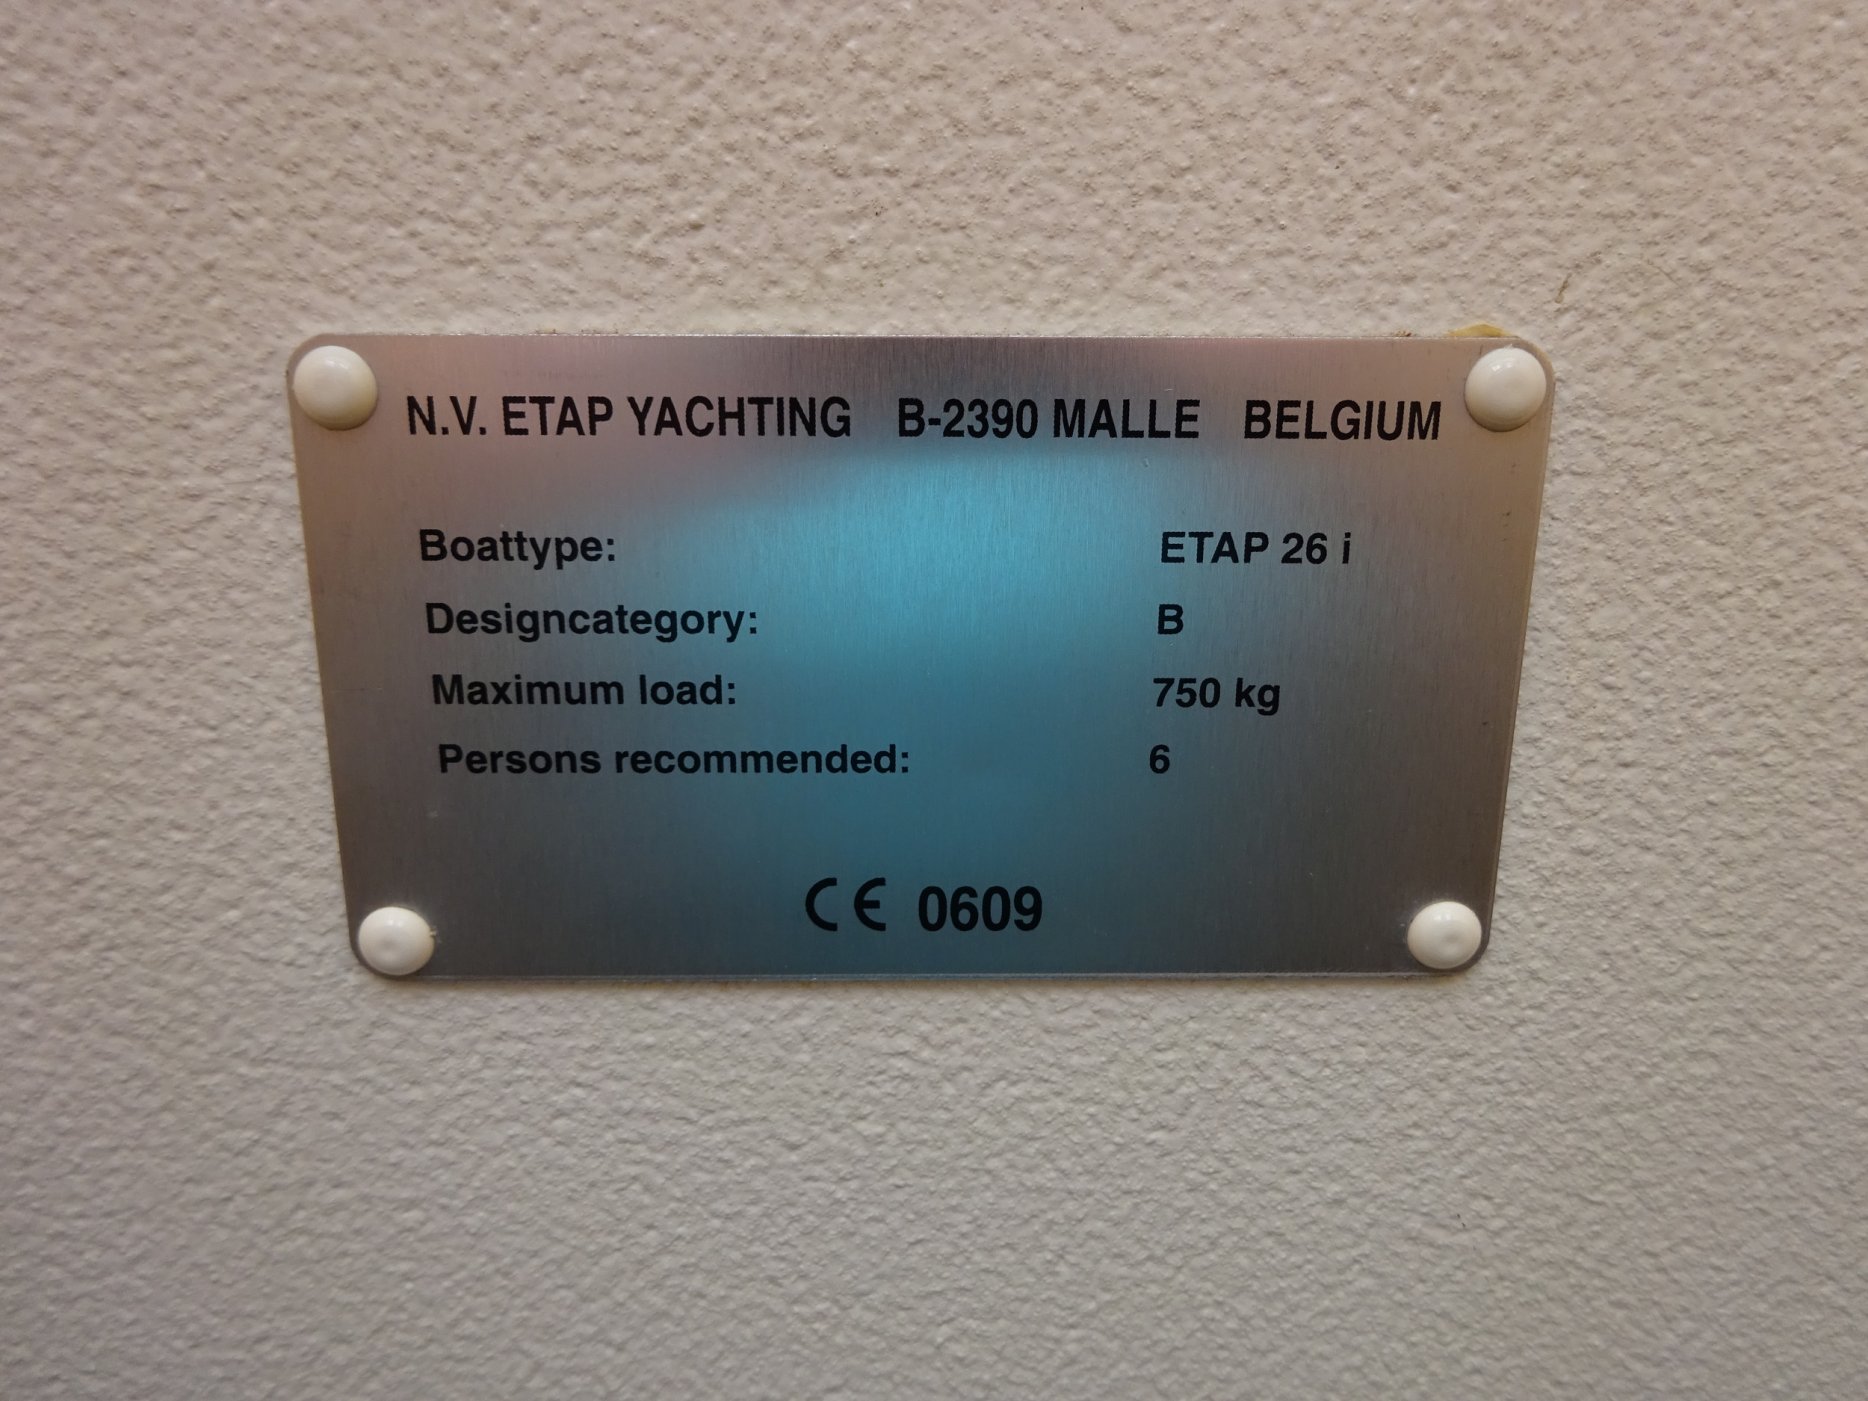 N.V. ETAP YACHTING B-2390 MALLE BELGIUM
Boattype: ETAP 26 i
Designcategory: B
Maximum load: 750 kg
Persons recommended: 6
CE 0609